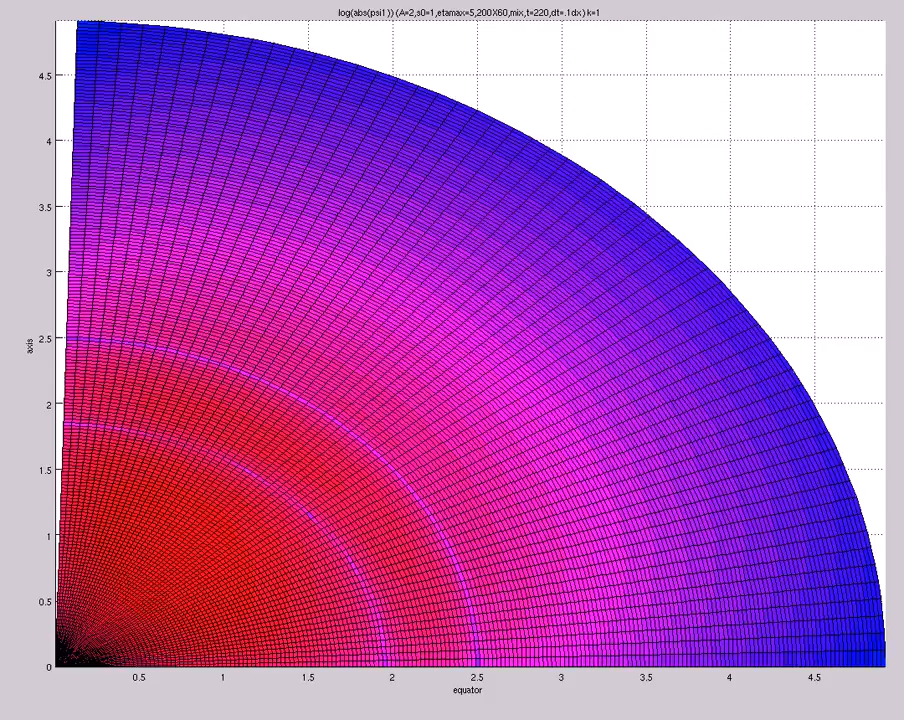 log(abs(psi1)) (A=2,s0=1,etamax=5,200X60,mix,t=220,dt=.1dx) k=1
4.5
4
3.5
3
2.5
axis
2
1.5
1
0.5
0
0.5 1 1.5 2 2.5 3 3.5 4 4.5
equator